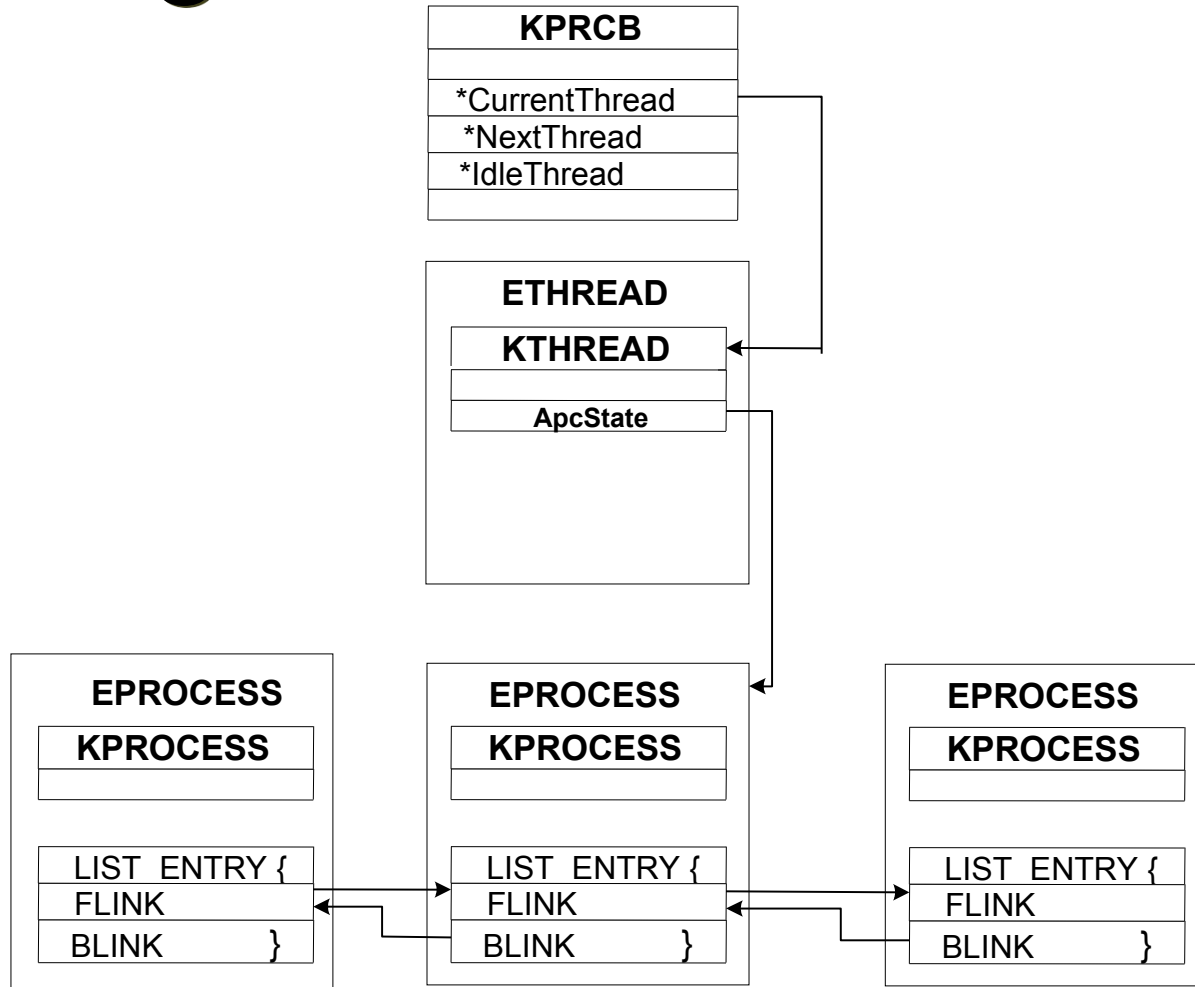 KPRCB
*CurrentThread
*NextThread
*IdleThread
ETHREAD
KTHREAD
ApcState
EPROCESS
KPROCESS
LIST_ENTRY {
FLINK
BLINK }
EPROCESS
KPROCESS
LIST_ENTRY {
FLINK
BLINK }
EPROCESS
KPROCESS
LIST_ENTRY {
FLINK
BLINK }